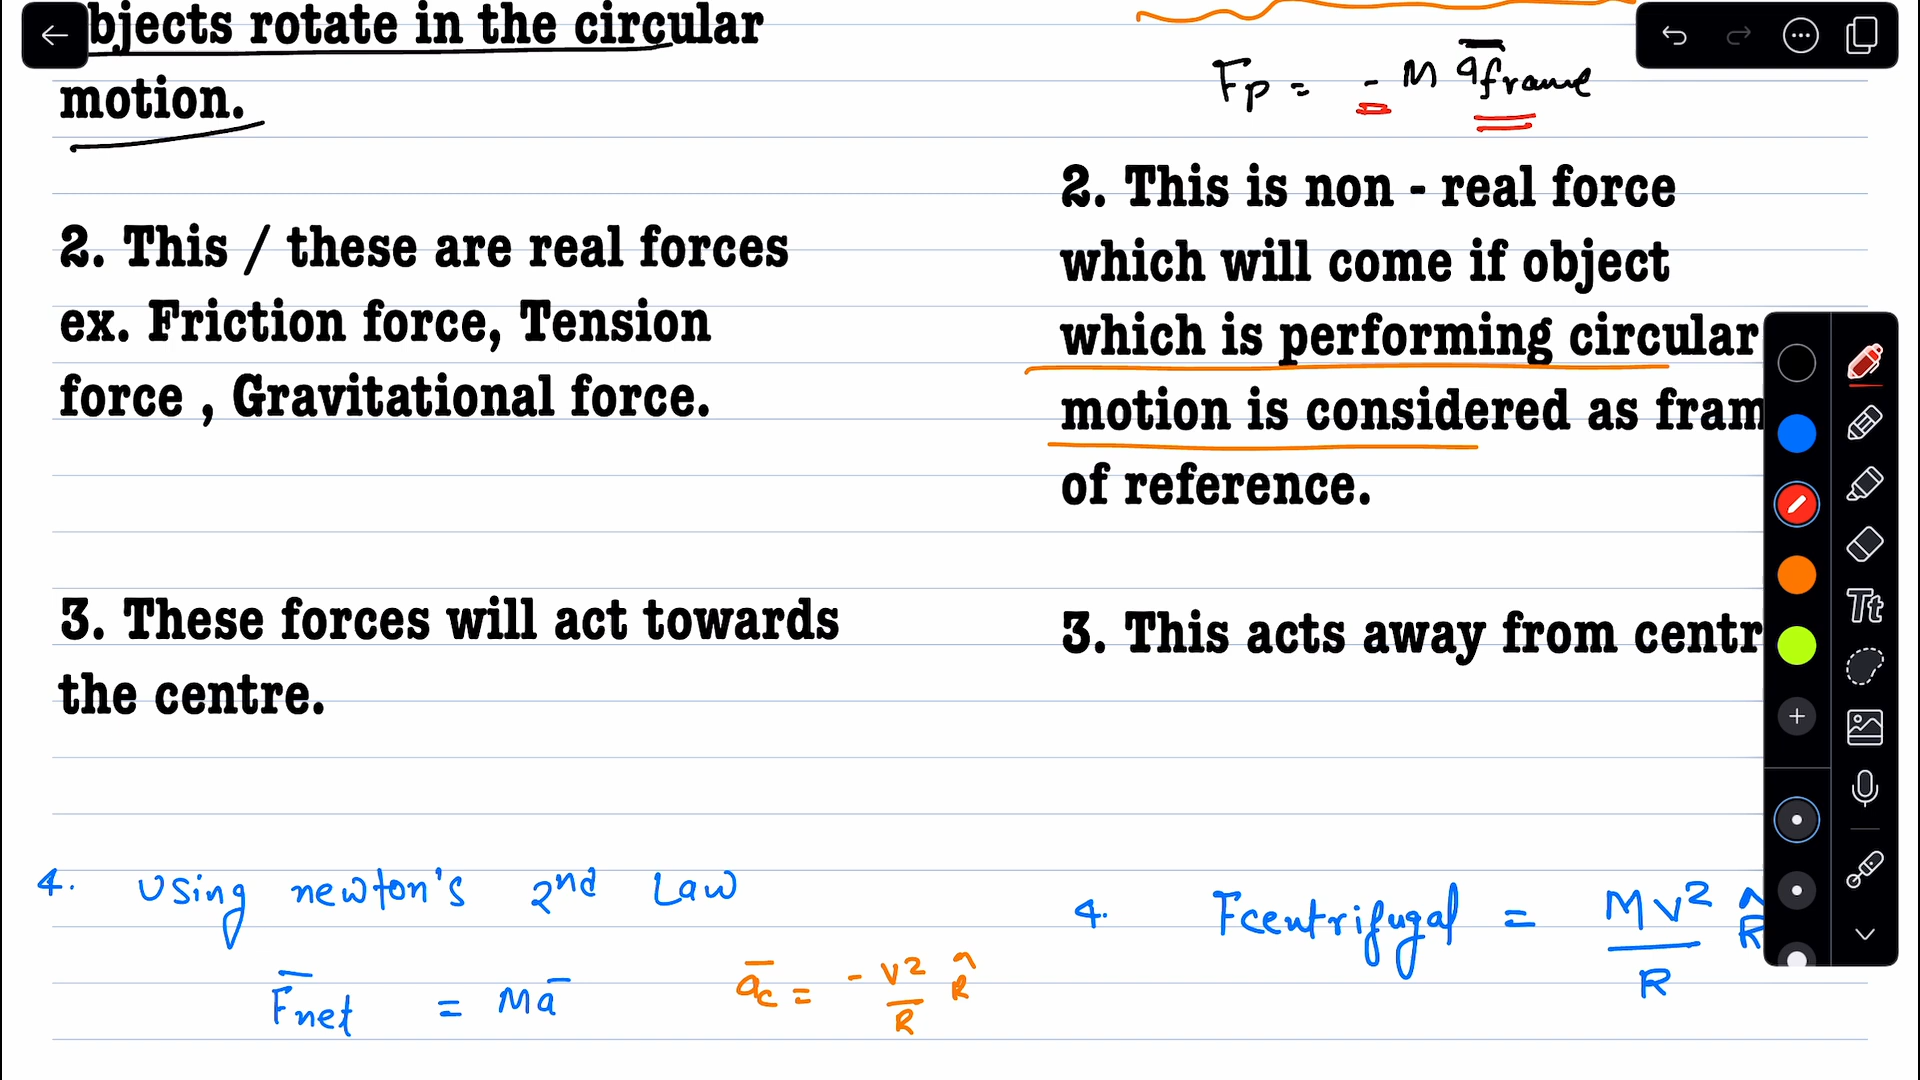 bjects rotate in the circular
motion.
2. This / these are real forces
ex. Friction force, Tension
force , Gravitational force.
3. These forces will act towards
the centre.
4. Using newton's 2nd Law
F̅net = Ma̅
a̅c = - V²/R R̂
Fp = - M a̅frame
2. This is non - real force
which will come if object
which is performing circular
motion is considered as fram
of reference.
3. This acts away from centr
4. Fcentrifugal = MV²/R R̂
Tt